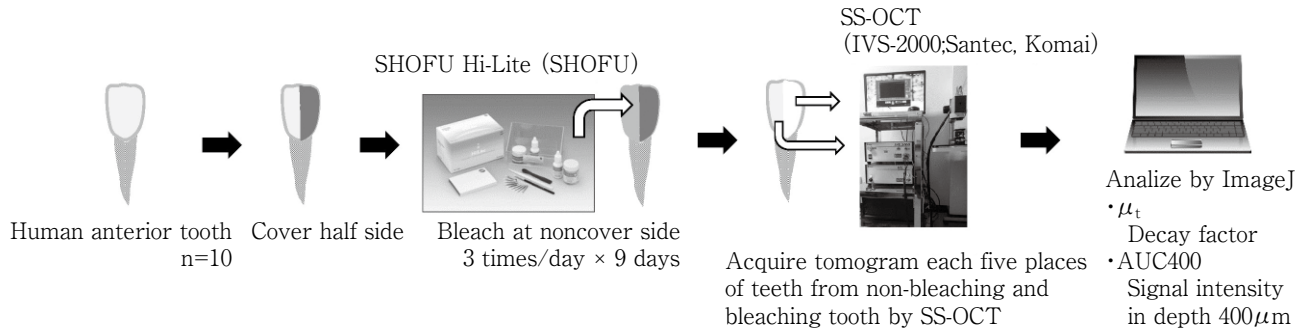 Human anterior tooth
n=10
Cover half side
SHOFU Hi-Lite (SHOFU)
Bleach at noncover side
3 times/day × 9 days
SS-OCT
(IVS-2000;Santec, Komai)
Acquire tomogram each five places
of teeth from non-bleaching and
bleaching tooth by SS-OCT
Analize by ImageJ
・μt
Decay factor
・AUC400
Signal intensity
in depth 400μm